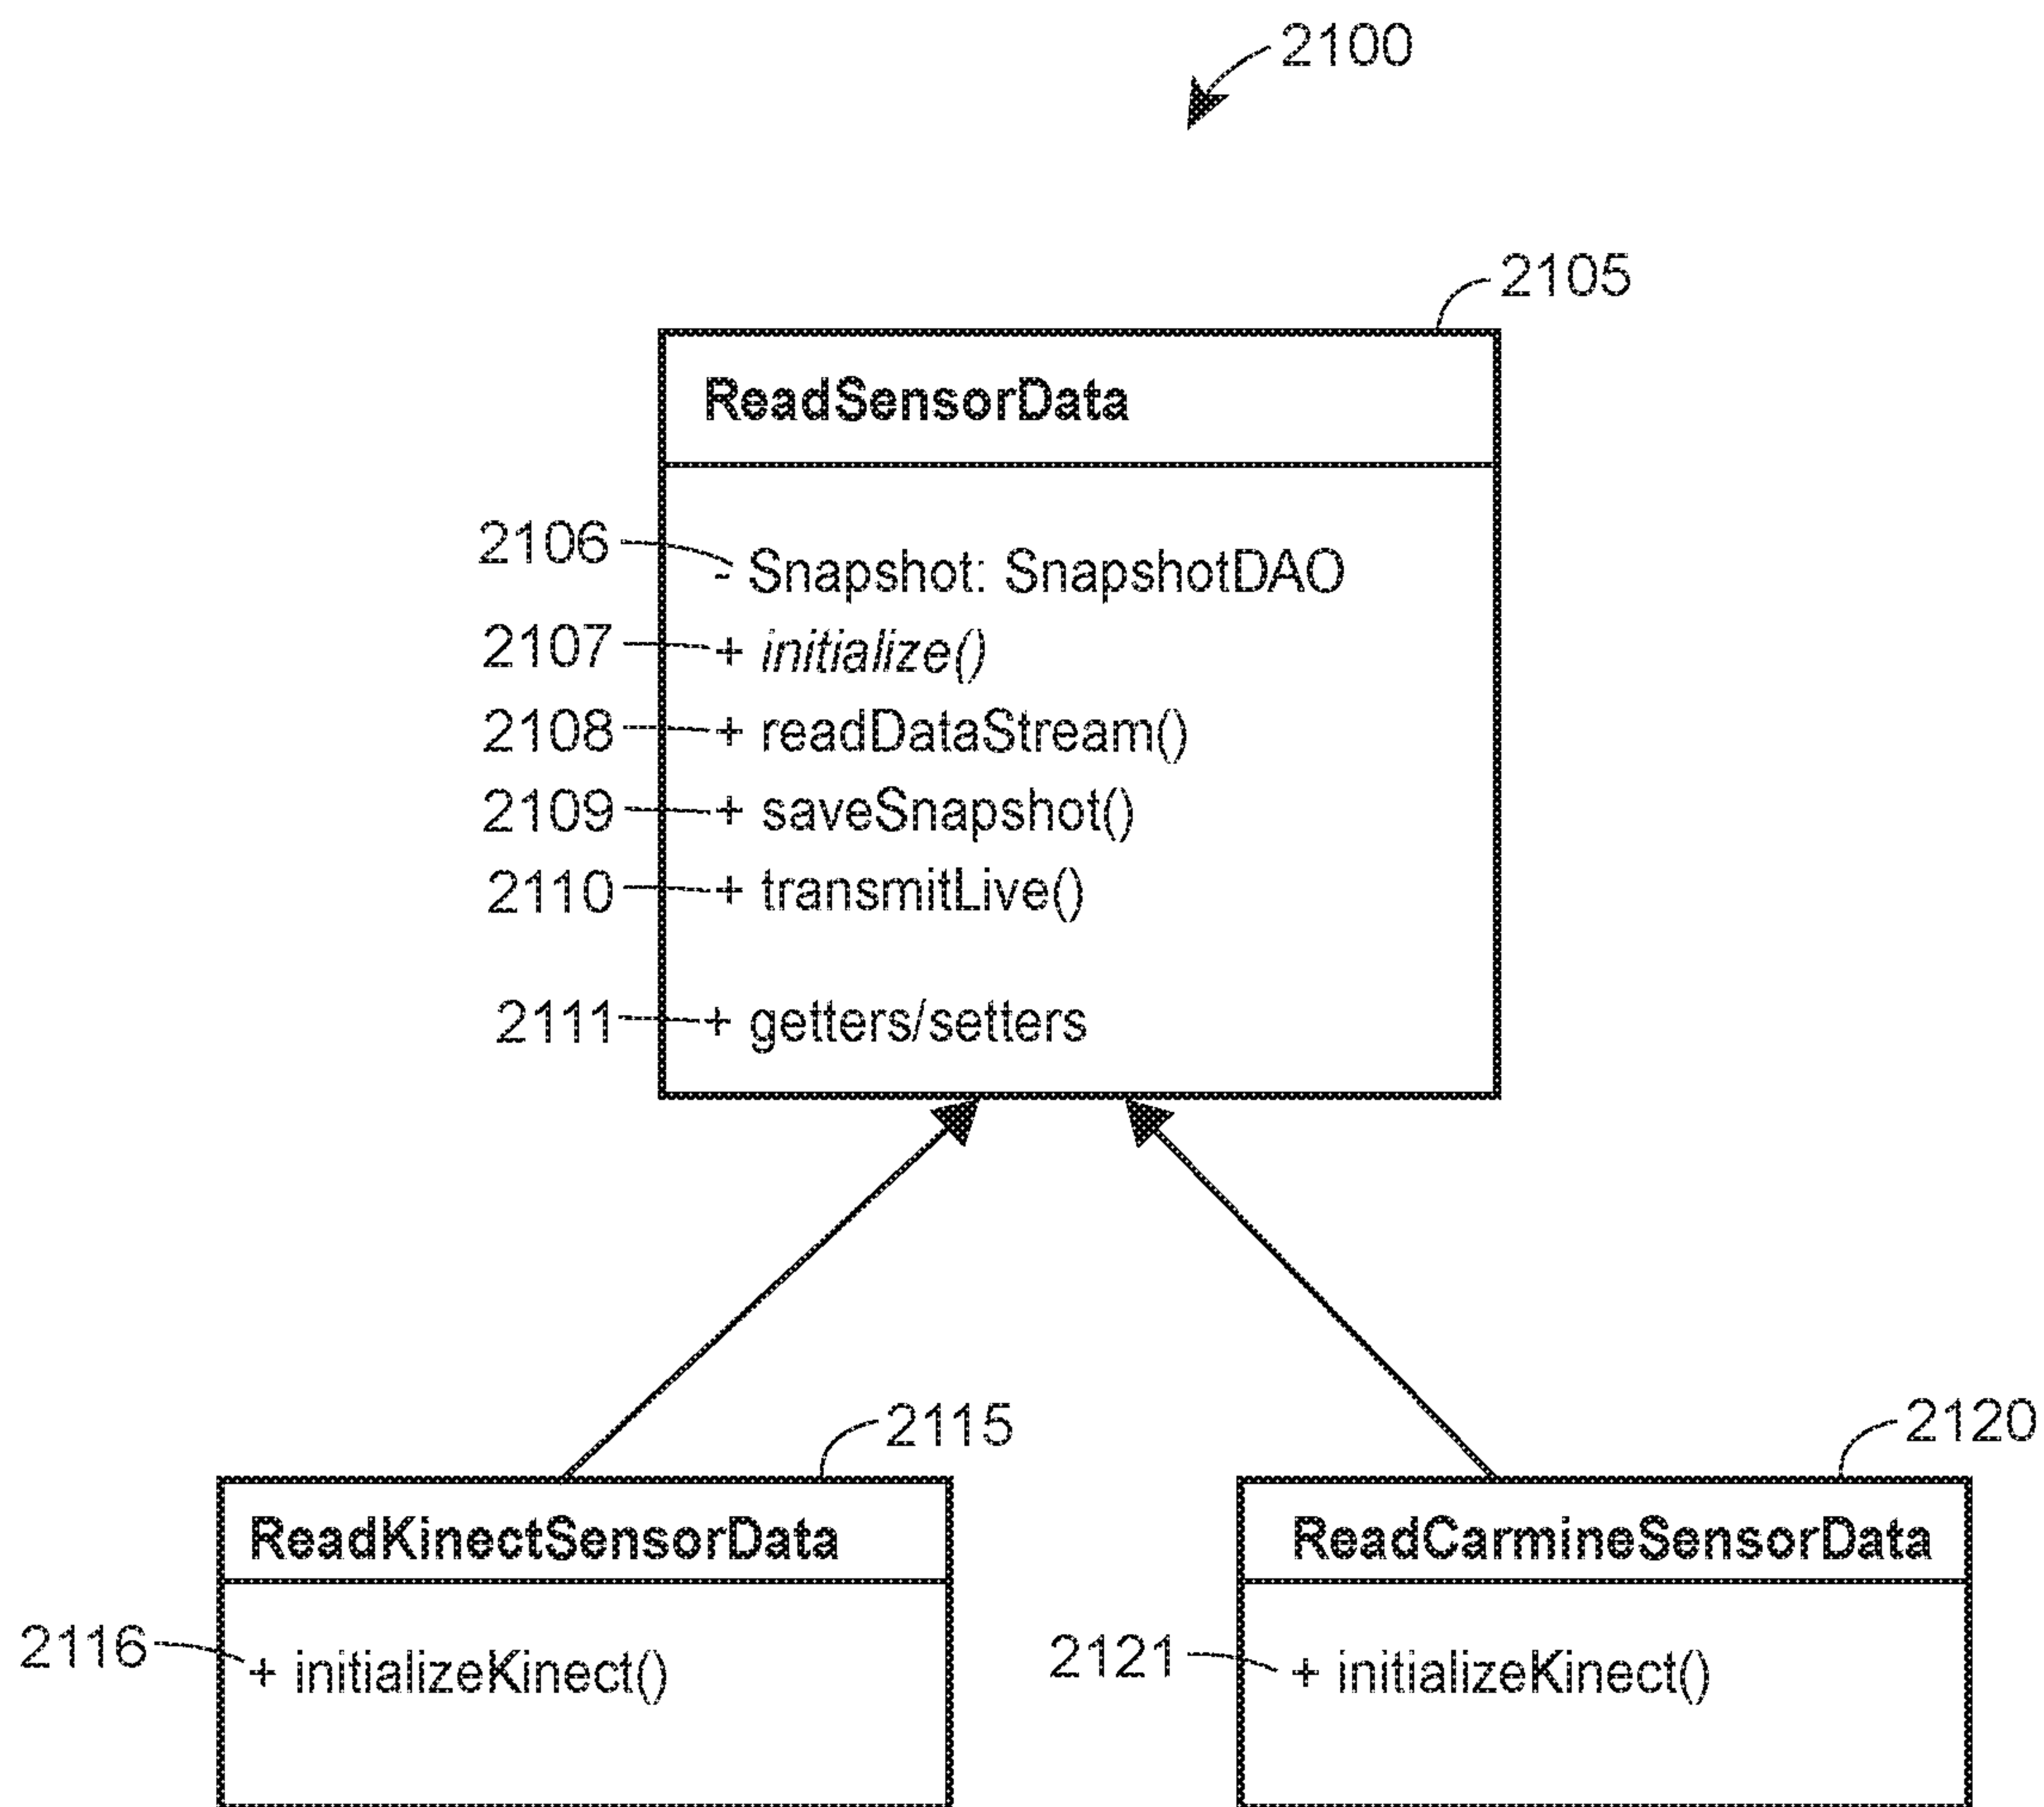 2100
2105
ReadSensorData
2106 - Snapshot: SnapshotDAO
2107 + initialize()
2108 + readDataStream()
2109 + saveSnapshot()
2110 + transmitLive()
2111 + getters/setters
2115
2120
ReadKinectSensorData
ReadCarmineSensorData
2116 + initializeKinect()
2121 + initializeKinect()